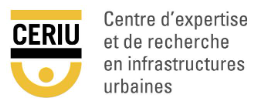 CERIU
Centre d'expertise
et de recherche
en infrastructures
urbaines